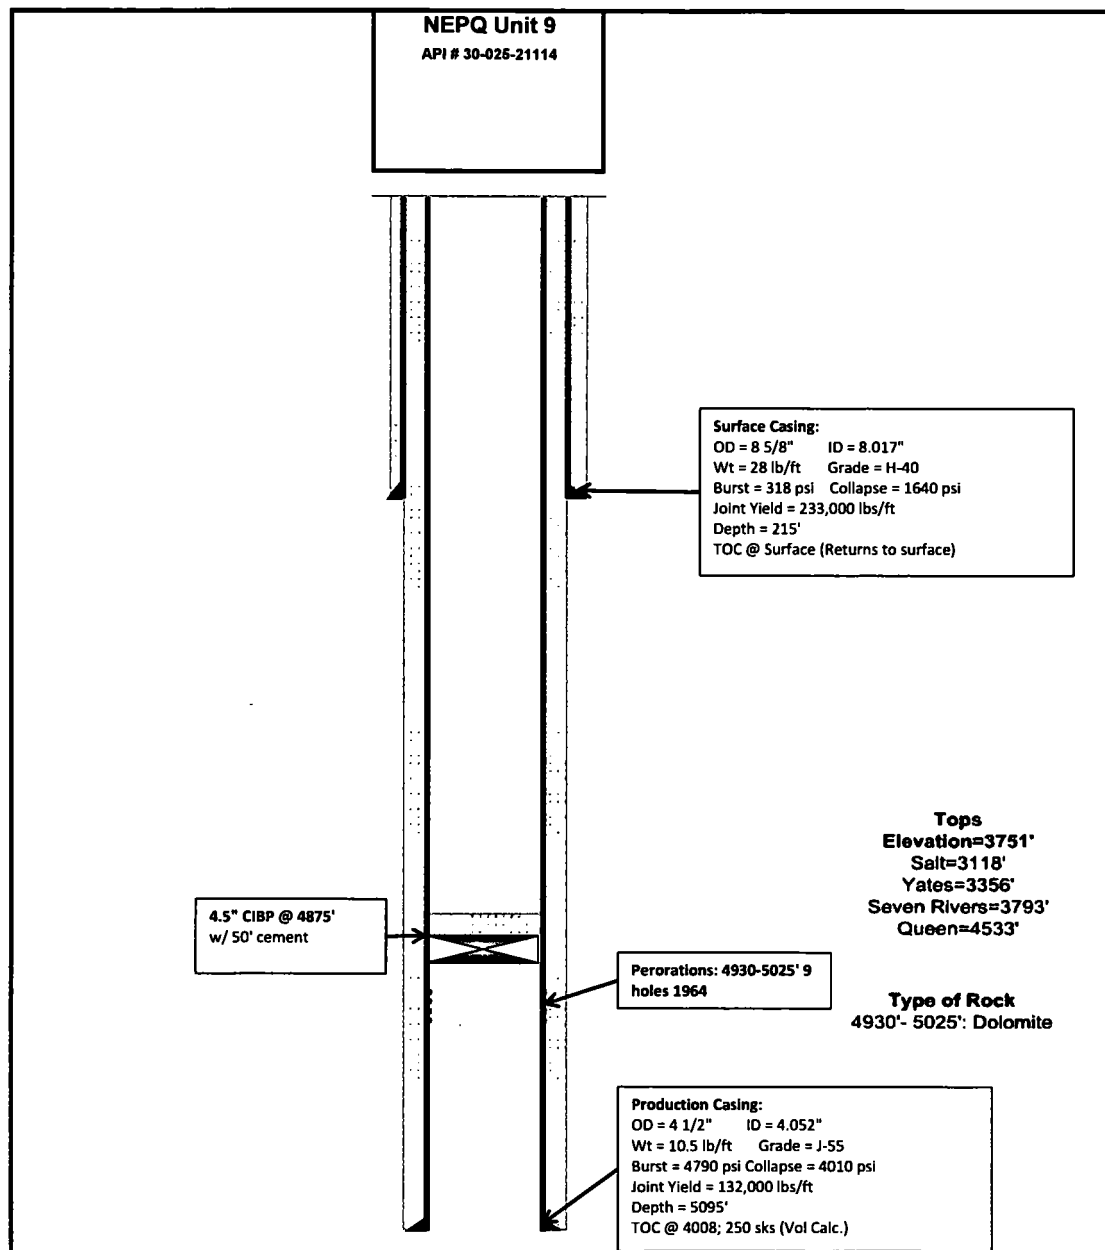 NEPQ Unit 9
API # 30-025-21114
Surface Casing:
OD = 8 5/8" ID = 8.017"
Wt = 28 lb/ft Grade = H-40
Burst = 318 psi Collapse = 1640 psi
Joint Yield = 233,000 lbs/ft
Depth = 215'
TOC @ Surface (Returns to surface)
Tops
Elevation=3751'
Salt=3118'
Yates=3356'
Seven Rivers=3793'
Queen=4533'
4.5" CIBP @ 4875'
w/ 50' cement
Perorations: 4930-5025' 9
holes 1964
Type of Rock
4930'- 5025': Dolomite
Production Casing:
OD = 4 1/2" ID = 4.052"
Wt = 10.5 lb/ft Grade = J-55
Burst = 4790 psi Collapse = 4010 psi
Joint Yield = 132,000 lbs/ft
Depth = 5095'
TOC @ 4008; 250 sks (Vol Calc.)